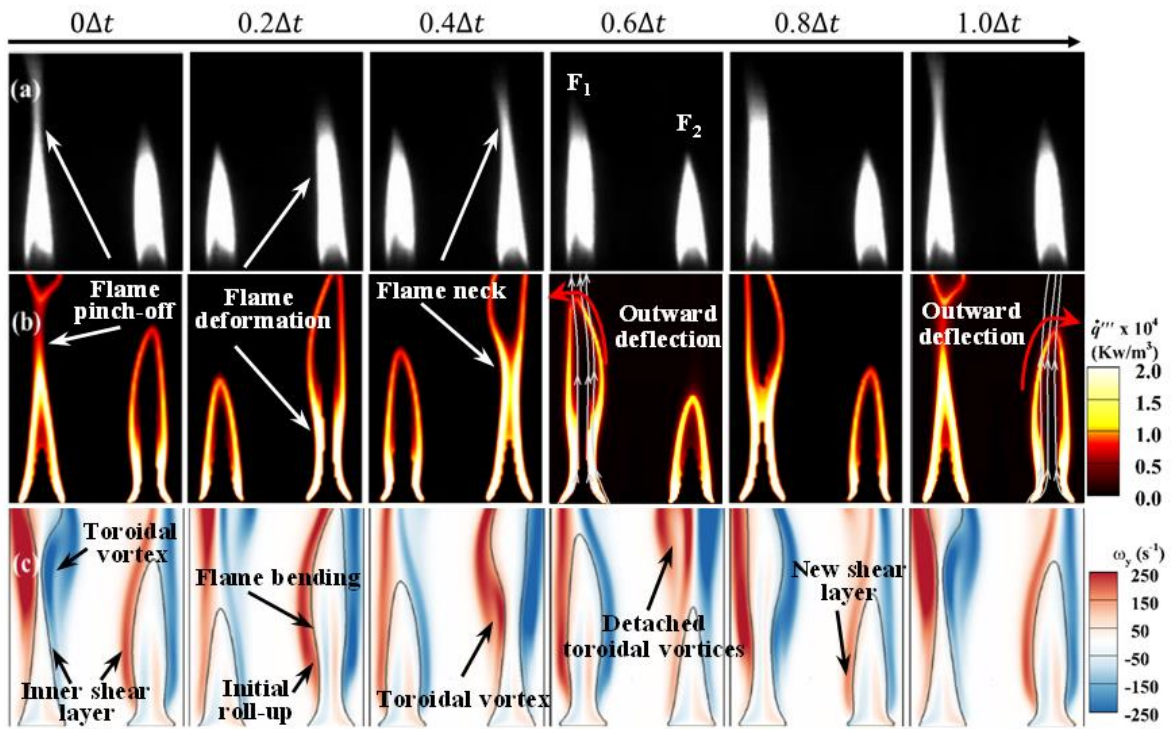 0Δt 0.2Δt 0.4Δt 0.6Δt 0.8Δt 1.0Δt
(a)
F₁
F₂
(b)
Flame
pinch-off
Flame
deformation
Flame neck
Outward
deflection
Outward
deflection
q̇''' x 10⁴
(Kw/m³)
2.0
1.5
1.0
0.5
0.0
(c)
Toroidal
vortex
Inner shear
layer
Flame bending
Initial
roll-up
Toroidal vortex
Detached
toroidal vortices
New shear
layer
ω_y (s⁻¹)
250
150
50
-50
-150
-250